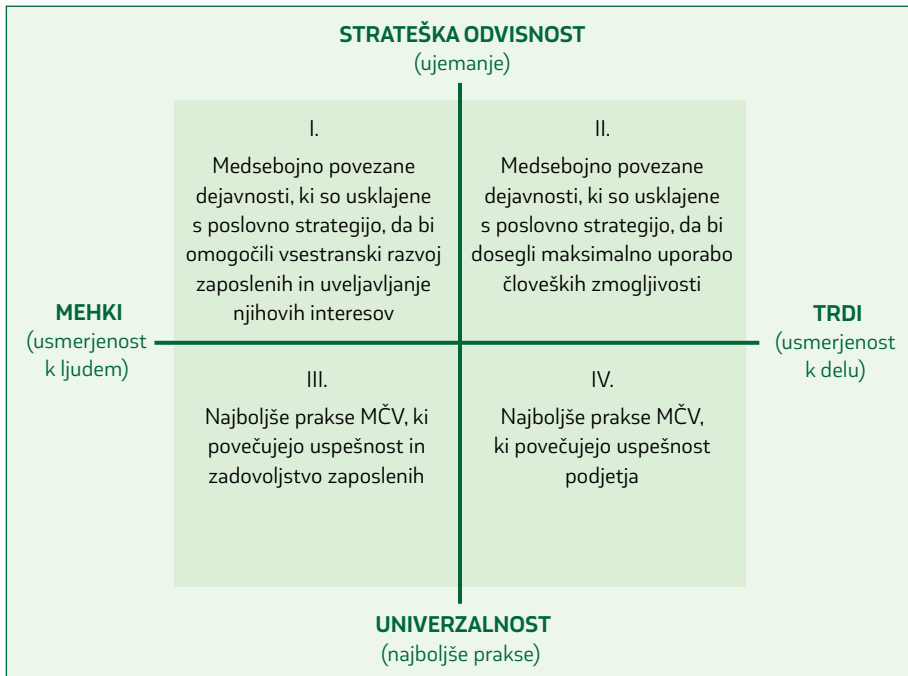 STRATEŠKA ODVISNOST
(ujemanje)
I.
Medsebojno povezane
dejavnosti, ki so usklajene
s poslovno strategijo, da bi
omogočili vsestranski razvoj
zaposlenih in uveljavljanje
njihovih interesov
II.
Medsebojno povezane
dejavnosti, ki so usklajene
s poslovno strategijo, da bi
dosegli maksimalno uporabo
človeških zmogljivosti
MEHKI
(usmerjenost
k ljudem)
TRDI
(usmerjenost
k delu)
III.
Najboljše prakse MČV, ki
povečujejo uspešnost in
zadovoljstvo zaposlenih
IV.
Najboljše prakse MČV,
ki povečujejo uspešnost
podjetja
UNIVERZALNOST
(najboljše prakse)